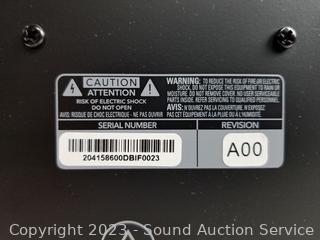 CAUTION
ATTENTION
RISK OF ELECTRIC SHOCK
DO NOT OPEN
AVIS: RISQUE DE CHOC ELECTRIQUE - NE PAS OUVRIR
WARNING: TO REDUCE THE RISK OF FIRE OR ELECTRIC
SHOCK, DO NOT EXPOSE THIS EQUIPMENT TO RAIN OR
MOISTURE. DO NOT REMOVE COVER. NO USER SERVICEABLE
PARTS INSIDE. REFER SERVICING TO QUALIFIED PERSONNEL.
EXPOSEZ PAS CET EQUIPEMENT
A LA PLUIE OU A L'HUMIDITE.
SERIAL NUMBER
REVISION
204158600DBIF0023
A00
Copyright 2023 - Sound Auction Service